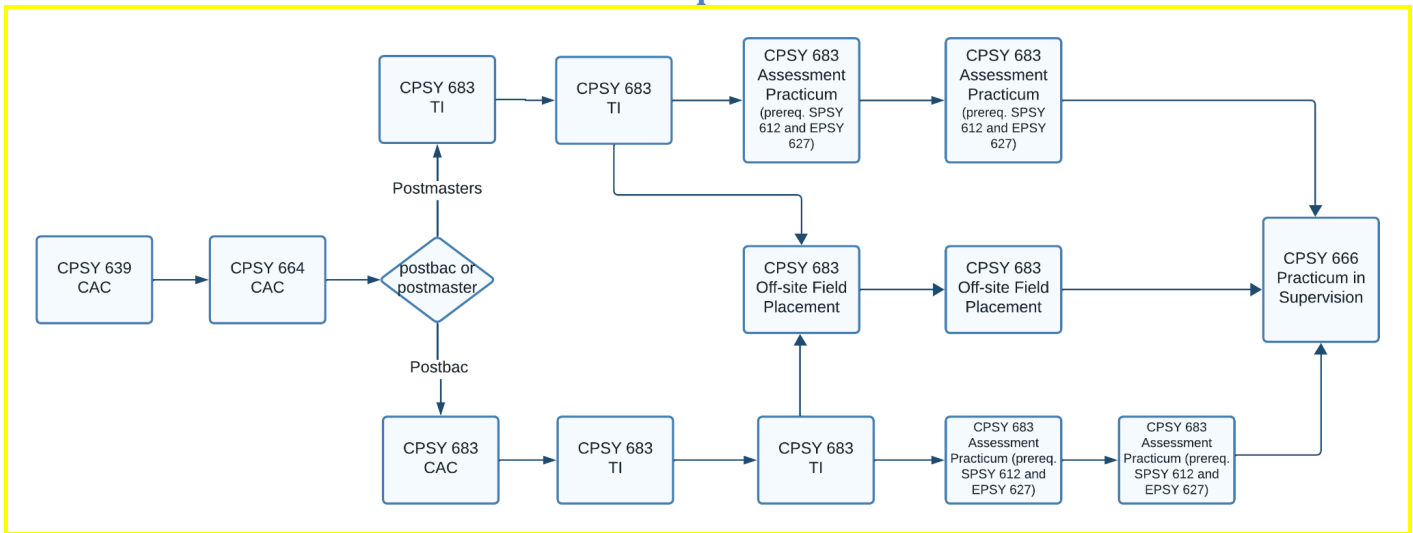 CPSY 683
TI
CPSY 683
TI
CPSY 683
Assessment
Practicum
(prereq. SPSY
612 and EPSY
627)
CPSY 683
Assessment
Practicum
(prereq. SPSY
612 and EPSY
627)
Postmasters
CPSY 639
CAC
CPSY 664
CAC
postbac or
postmaster
CPSY 683
Off-site Field
Placement
CPSY 683
Off-site Field
Placement
CPSY 666
Practicum in
Supervision
Postbac
CPSY 683
CAC
CPSY 683
TI
CPSY 683
TI
CPSY 683
Assessment
Practicum (prereq.
SPSY 612 and
EPSY 627)
CPSY 683
Assessment
Practicum (prereq.
SPSY 612 and
EPSY 627)